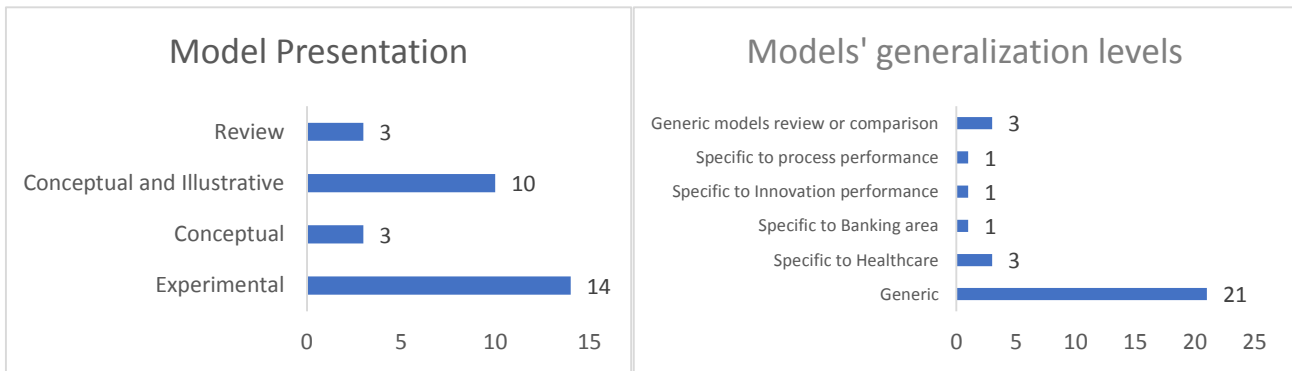 Model Presentation
Review 3
Conceptual and Illustrative 10
Conceptual 3
Experimental 14
0 5 10 15
Models' generalization levels
Generic models review or comparison 3
Specific to process performance 1
Specific to Innovation performance 1
Specific to Banking area 1
Specific to Healthcare 3
Generic 21
0 5 10 15 20 25